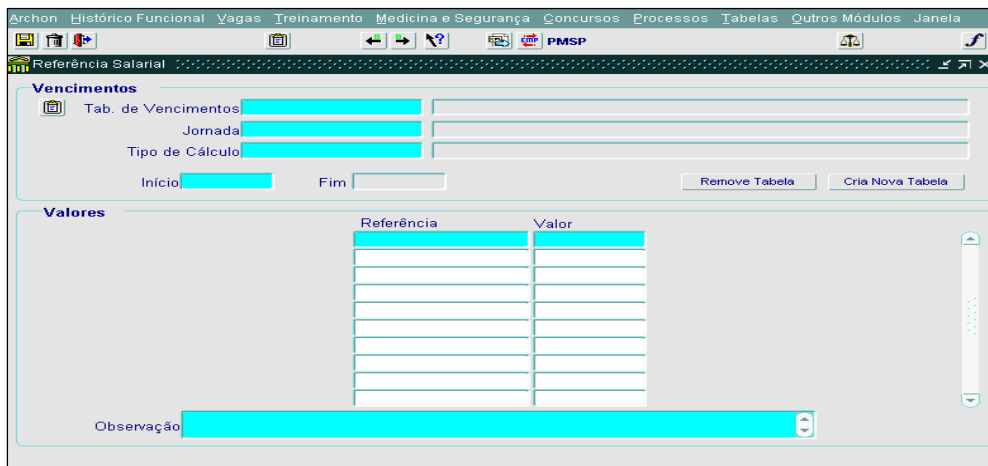 Archon Histórico Funcional Vagas Treinamento Medicina e Segurança Concursos Processos Tabelas Outros Módulos Janela
PMSP
Referência Salarial
Vencimentos
Tab. de Vencimentos
Jornada
Tipo de Cálculo
Início Fim Remove Tabela Cria Nova Tabela
Valores
Referência Valor
Observação